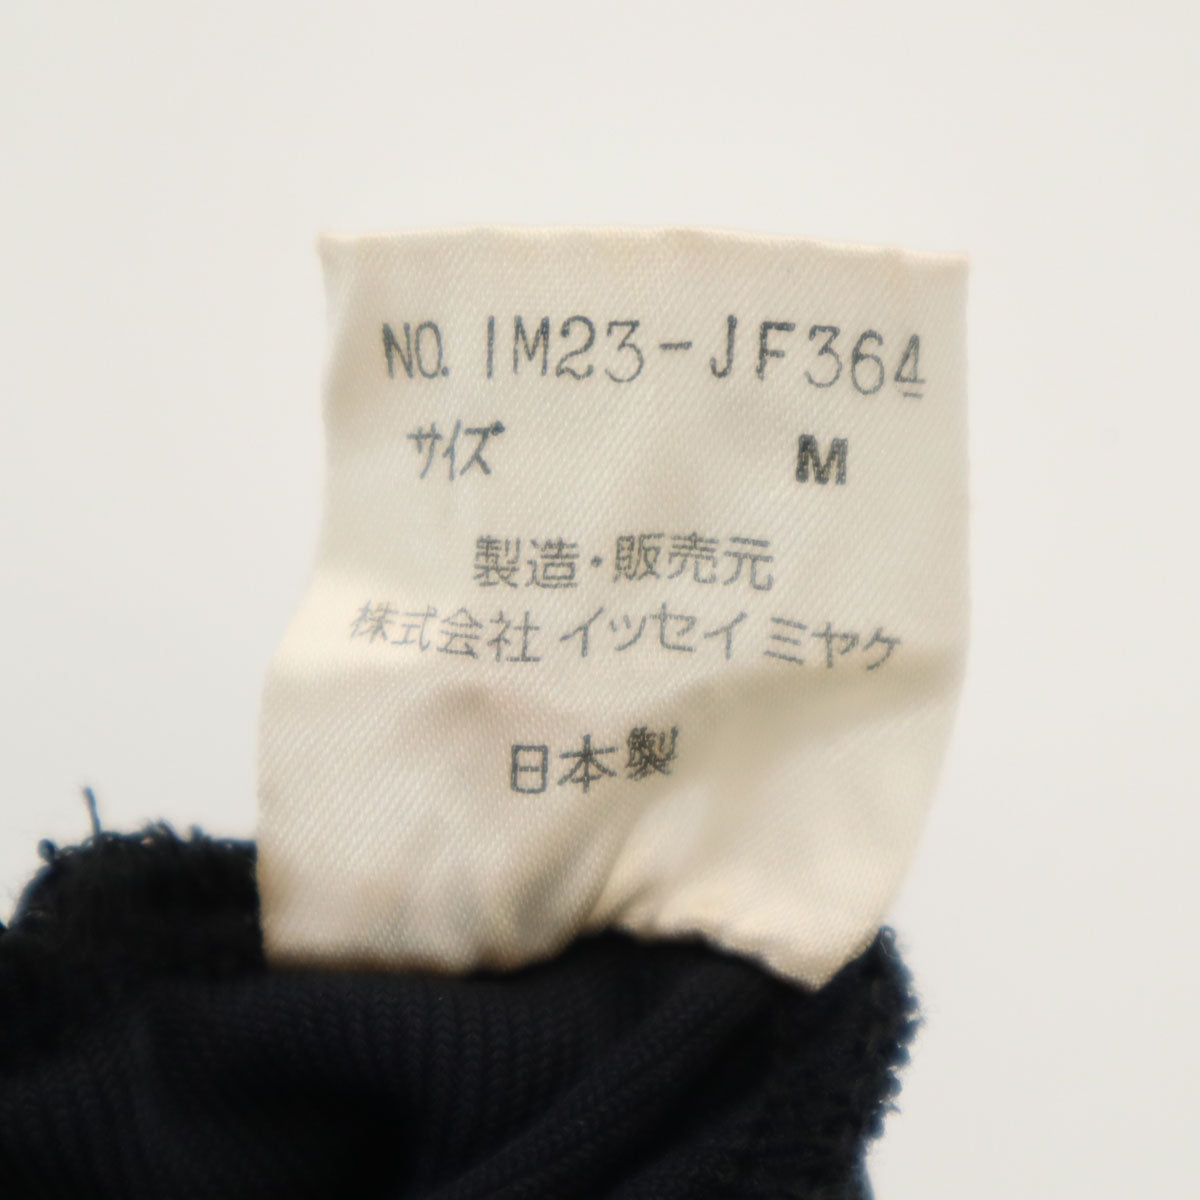 NO. IM23-JF364
サイズ M
製造・販売元
株式会社 イッセイ ミヤケ
日本製